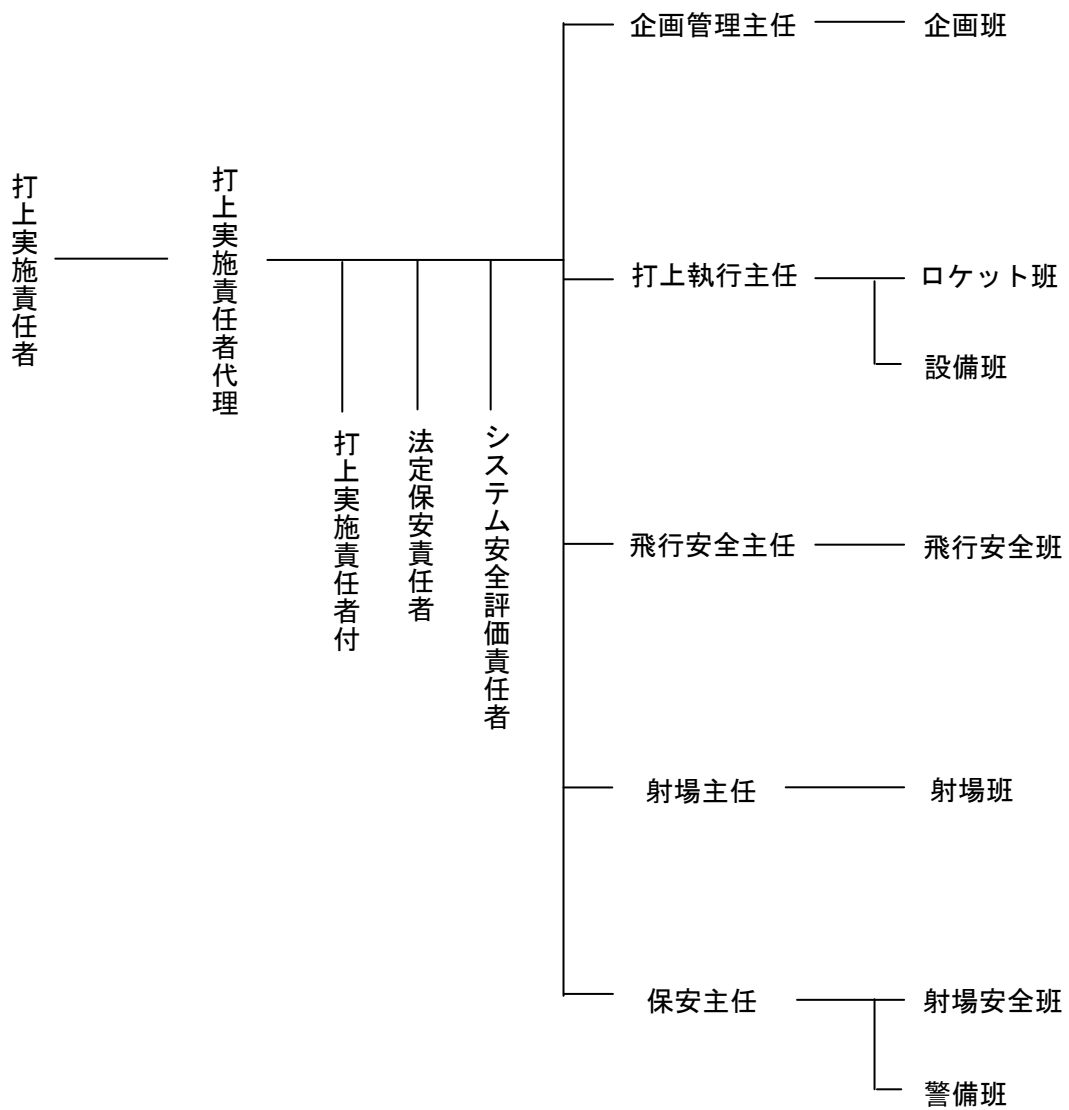 打上実施責任者
打上実施責任者代理
打上実施責任者付
法定保安責任者
システム安全評価責任者
企画管理主任
企画班
打上執行主任
ロケット班
設備班
飛行安全主任
飛行安全班
射場主任
射場班
保安主任
射場安全班
警備班